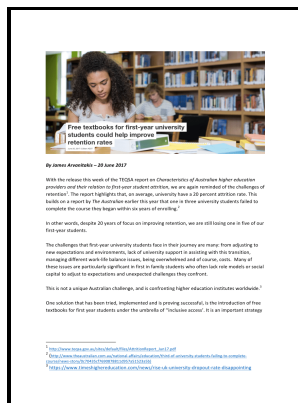 Free textbooks for first-year university
students could help improve
retention rates
By James Arvanitakis – 20 June 2017
With the release this week of the TEQSA report on Characteristics of Australian higher education
providers and their relation to first-year student attrition, we are again reminded of the challenges of
retention1. The report highlights that, on average, university have a 20 percent attrition rate. This
builds on a report by The Australian earlier this year that one in three university students failed to
complete the course they began within six years of enrolling.2
In other words, despite 20 years of focus on improving retention, we are still losing one in five of our
first-year students.
The challenges that first-year university students face in their journey are many: from adjusting to
new expectations and environments, lack of university support in assisting with this transition,
managing different work-life balance issues, being overwhelmed and of course, costs. Many of
these issues are particularly significant in first in family students who often lack role models or social
capital to adjust to expectations and unexpected challenges they confront.
This is not a unique Australian challenge, and is confronting higher education institutes worldwide.3
One solution that has been tried, implemented and is proving successful, is the introduction of free
textbooks for first year students under the umbrella of "inclusive access'. It is an important strategy
3 https://www.timeshighereducation.com/news/rise-uk-university-dropout-rate-disappointing